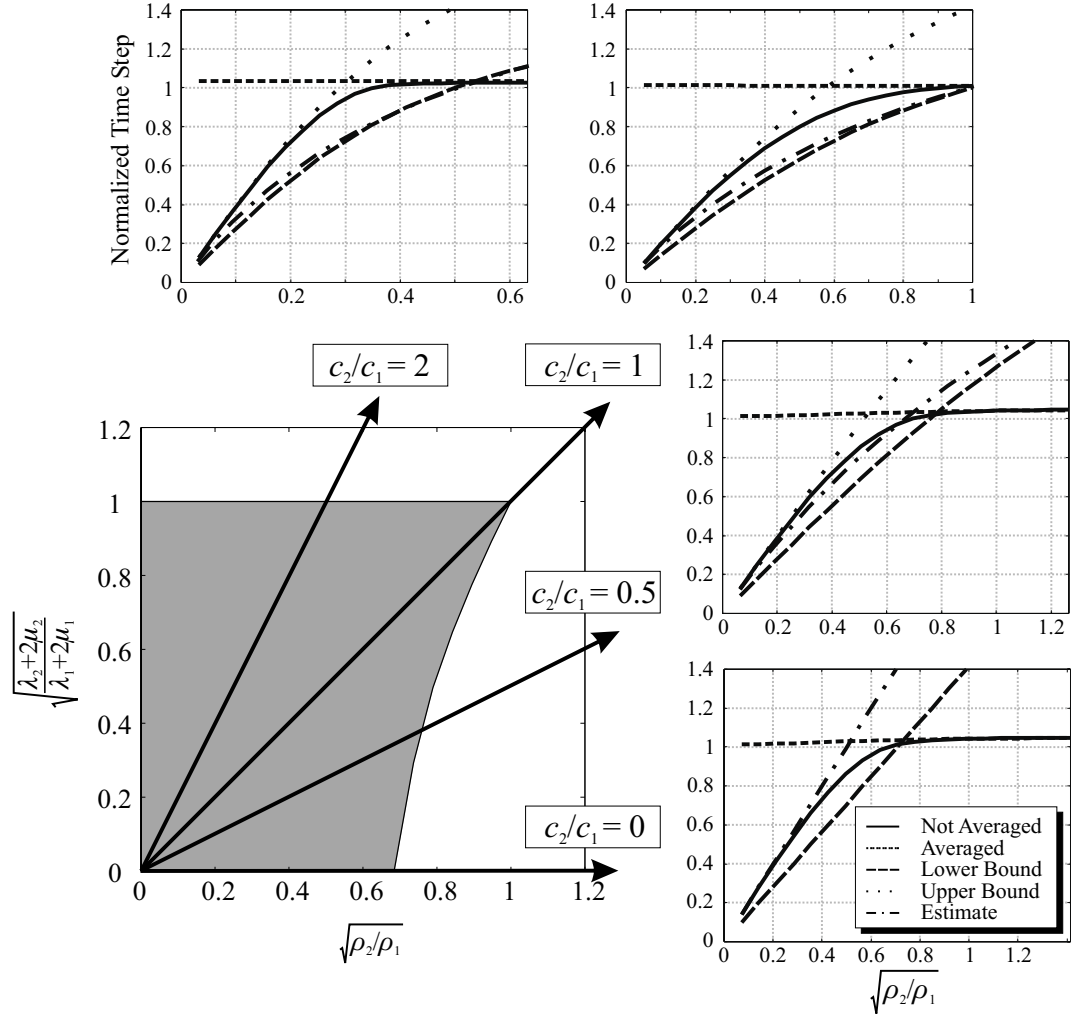 Normalized Time Step
1.4
1.2
1
0.8
0.6
0.4
0.2
0
0 0.2 0.4 0.6
1.4
1.2
1
0.8
0.6
0.4
0.2
0
0 0.2 0.4 0.6 0.8 1
c₂/c₁ = 2
c₂/c₁ = 1
c₂/c₁ = 0.5
c₂/c₁ = 0
√(λ₂+2μ₂)/√(λ₁+2μ₁)
1.2
1
0.8
0.6
0.4
0.2
0
0 0.2 0.4 0.6 0.8 1 1.2
√ρ₂/ρ₁
1.4
1.2
1
0.8
0.6
0.4
0.2
0
0 0.2 0.4 0.6 0.8 1 1.2
1.4
1.2
1
0.8
0.6
0.4
0.2
0
Not Averaged
Averaged
Lower Bound
Upper Bound
Estimate
0 0.2 0.4 0.6 0.8 1 1.2 1.4
√ρ₂/ρ₁